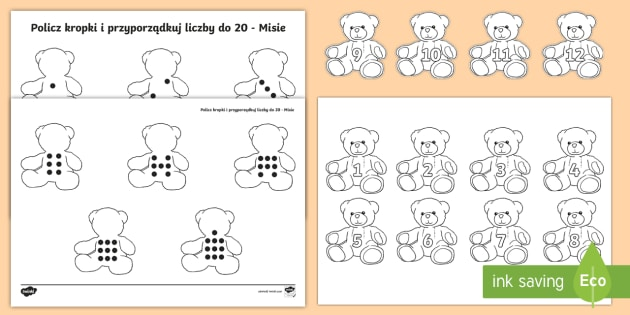 Policz kropki i przyporządkuj liczby do 20 - Misie
Policz kropki i przyporządkuj liczby do 20 - Misie
9 10 11 12
1 2 3 4
5 6 7 8
ink saving Eco